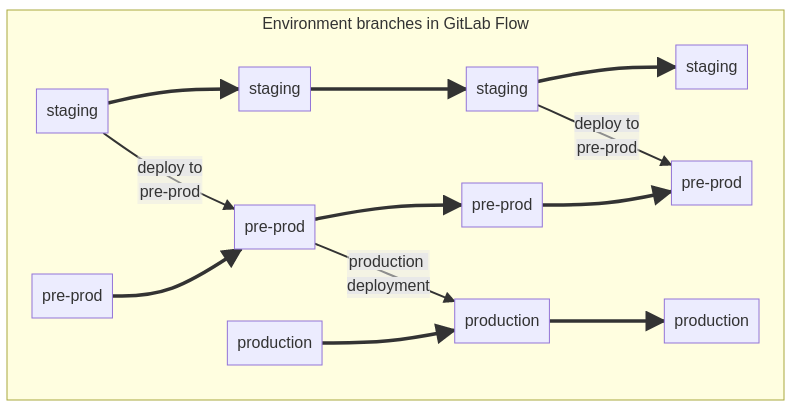 Environment branches in GitLab Flow
staging
staging
staging
staging
deploy to
pre-prod
deploy to
pre-prod
pre-prod
pre-prod
pre-prod
pre-prod
production
deployment
production
production
production